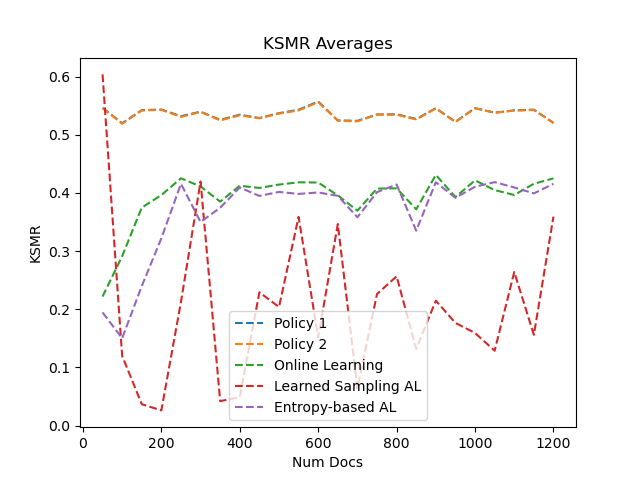 KSMR Averages
KSMR
0.6
0.5
0.4
0.3
0.2
0.1
0.0
Policy 1
Policy 2
Online Learning
Learned Sampling AL
Entropy-based AL
0
200
400
600
800
1000
1200
Num Docs